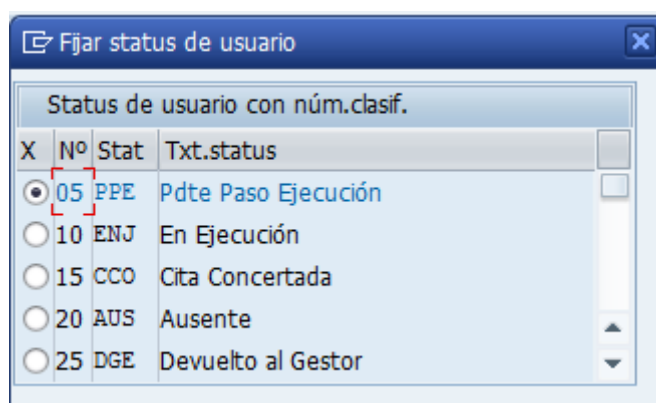 Fijar status de usuario
Status de usuario con núm.clasif.
X Nº Stat Txt.status
05 PPE Pdte Paso Ejecución
10 ENJ En Ejecución
15 CCO Cita Concertada
20 AUS Ausente
25 DGE Devuelto al Gestor